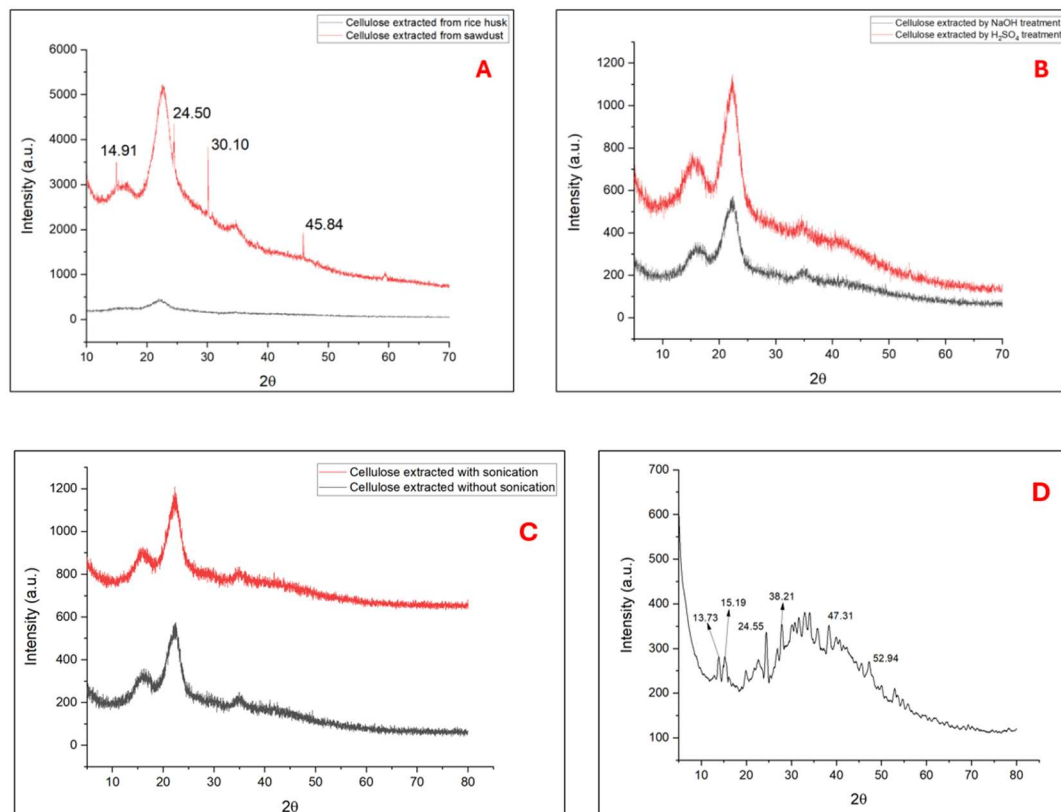 Cellulose extracted from rice husk
Cellulose extracted from sawdust
A
6000
5000
4000
3000
2000
1000
0
Intensity (a.u.)
14.91
24.50
30.10
45.84
10 20 30 40 50 60 70
2θ
Cellulose extracted by NaOH treatment
Cellulose extracted by H₂SO₄ treatment
B
1200
1000
800
600
400
200
0
Intensity (a.u.)
10 20 30 40 50 60 70
2θ
Cellulose extracted with sonication
Cellulose extracted without sonication
C
1200
1000
800
600
400
200
0
Intensity (a.u.)
10 20 30 40 50 60 70 80
2θ
D
700
600
500
400
300
200
100
Intensity (a.u.)
13.73
15.19
24.55
38.21
47.31
52.94
10 20 30 40 50 60 70 80
2θ